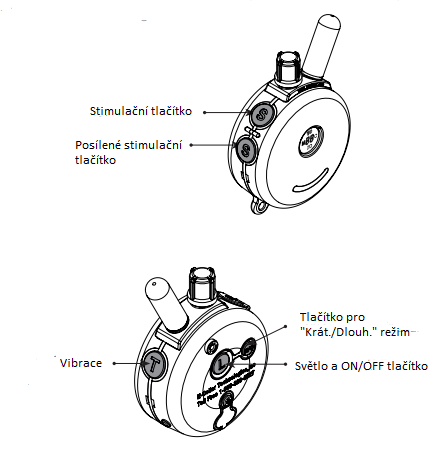 Stimulační tlačítko
S
Posílené stimulační
tlačítko
S
Tlačítko pro
"Krát./Dlouh." režim
Vibrace
T
L
Světlo a ON/OFF tlačítko